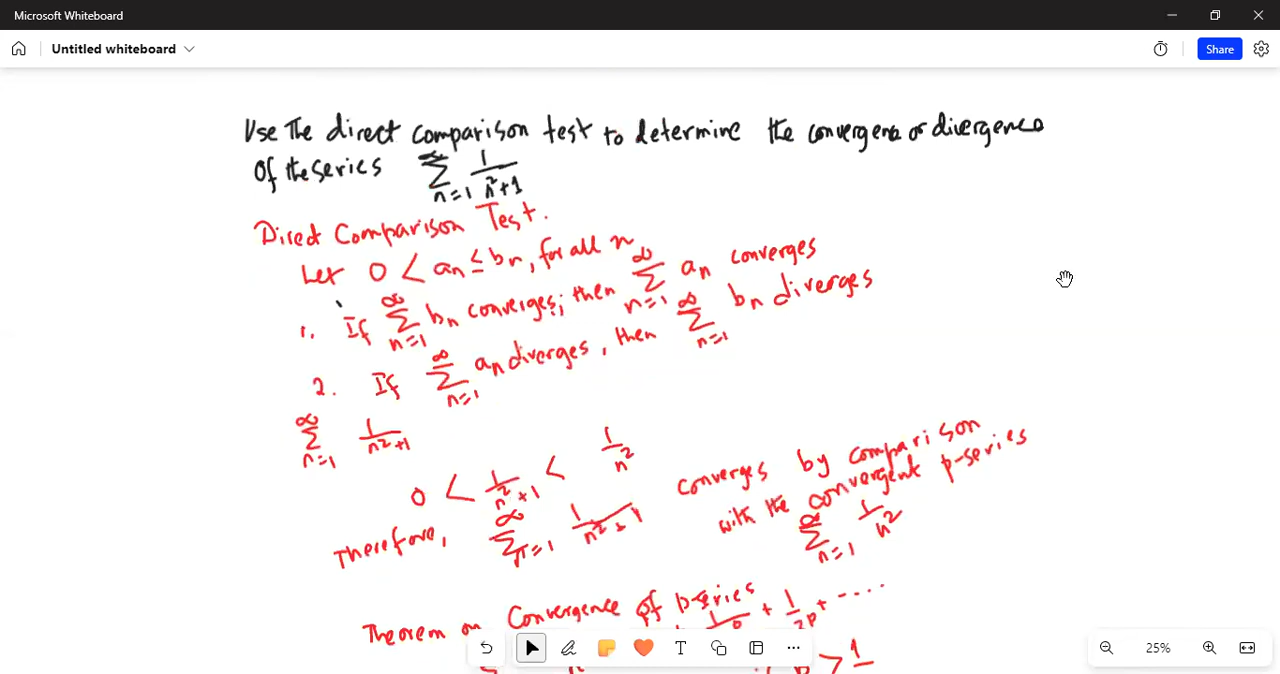 Microsoft Whiteboard
Untitled whiteboard
Share
Use The direct comparison test to determine the convergence or divergence
Of the series ∑ n=1 ∞ 1/(n²+1)
Direct Comparison Test.
Let 0 < an ≤ bn, for all n
1. If ∑ n=1 ∞ bn converges, then ∑ n=1 ∞ an converges
2. If ∑ n=1 ∞ an diverges, then ∑ n=1 ∞ bn diverges
∑ n=1 ∞ 1/(n²+1)
0 < 1/(n²+1) < 1/n²
Therefore, ∑ n=1 ∞ 1/(n²+1) converges by comparison
with the convergent p-series
∑ n=1 ∞ 1/n²
Theorem on Convergence of p-series
+ 1/3p + .....
> 1
25%